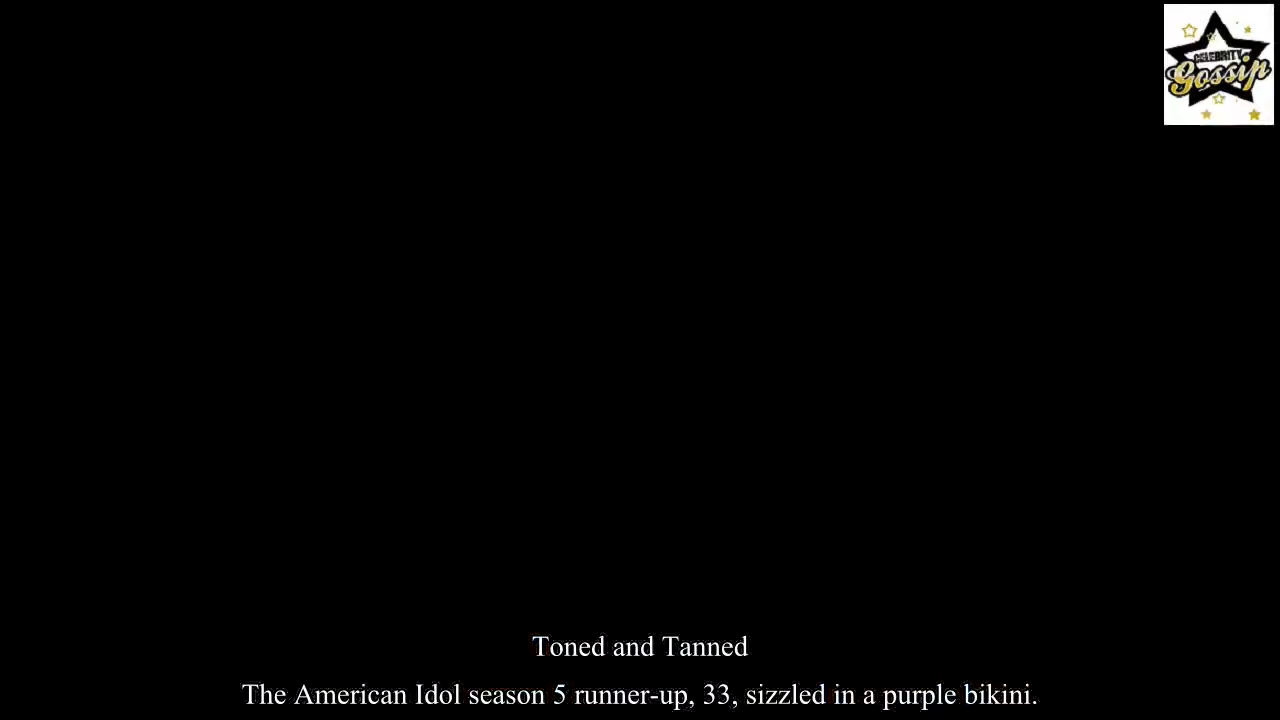 CELEBRITY
Gossip
Toned and Tanned
The American Idol season 5 runner-up, 33, sizzled in a purple bikini.